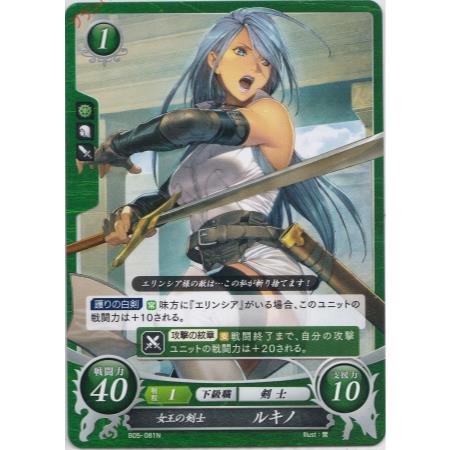 1
エリンシア様の敵は…この私が斬り捨てます!
護りの白剣 常 味方に『エリンシア』がいる場合、このユニットの
戦闘力は+10される。
攻撃の紋章 支 戦闘終了まで、自分の攻撃
ユニットの戦闘力は+20される。
戦闘力
40
1
下級職
剣士
支援力
10
女王の剣士
ルキノ
B05-081N